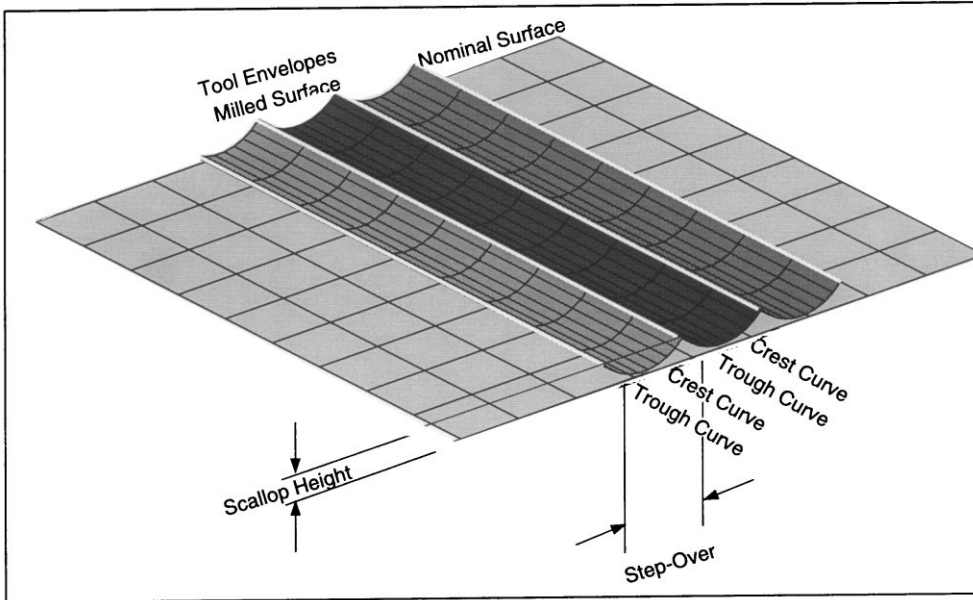 Nominal Surface
Tool Envelopes
Milled Surface
Crest Curve
Trough Curve
Crest Curve
Trough Curve
Scallop Height
Step-Over